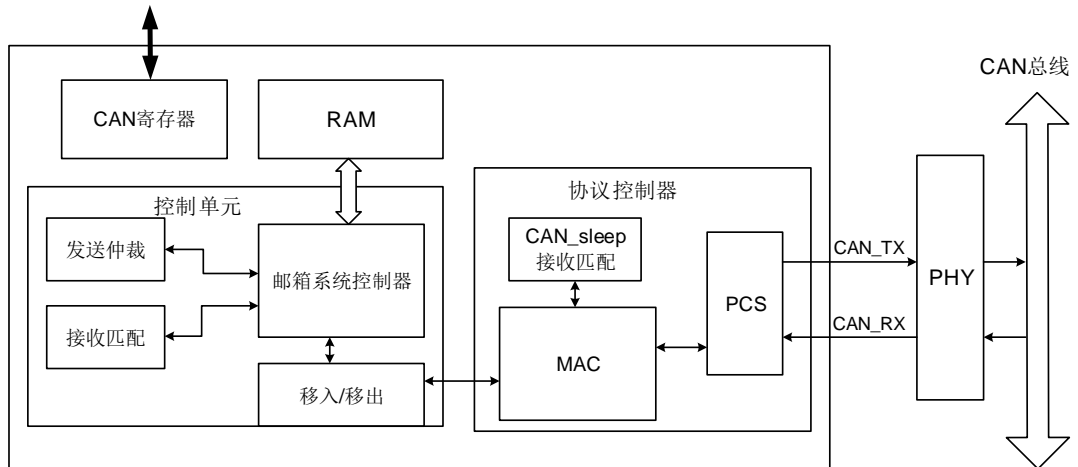 CAN总线
CAN寄存器
RAM
控制单元
发送仲裁
接收匹配
邮箱系统控制器
移入/移出
协议控制器
CAN_sleep
接收匹配
MAC
PCS
CAN_TX
CAN_RX
PHY